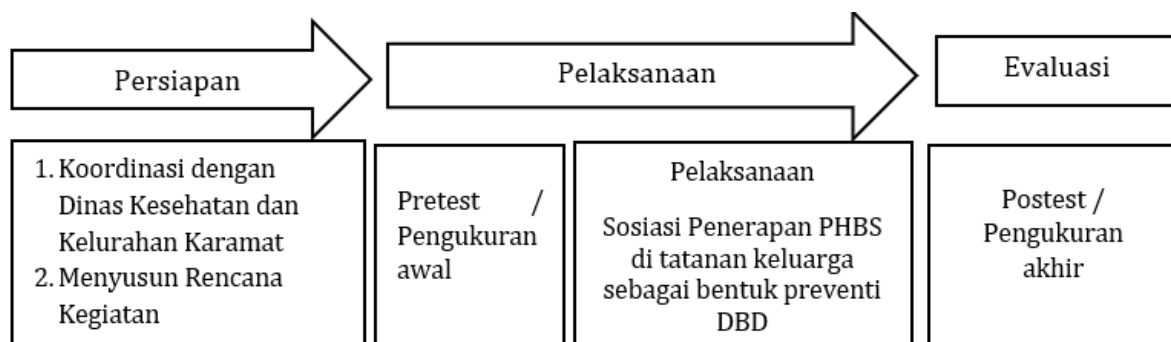 Persiapan
Pelaksanaan
Evaluasi
1. Koordinasi dengan
Dinas Kesehatan dan
Kelurahan Karamat
2. Menyusun Rencana
Kegiatan
Pretest /
Pengukuran
awal
Pelaksanaan
Sosiasi Penerapan PHBS
di tatanan keluarga
sebagai bentuk preventi
DBD
Postest /
Pengukuran
akhir